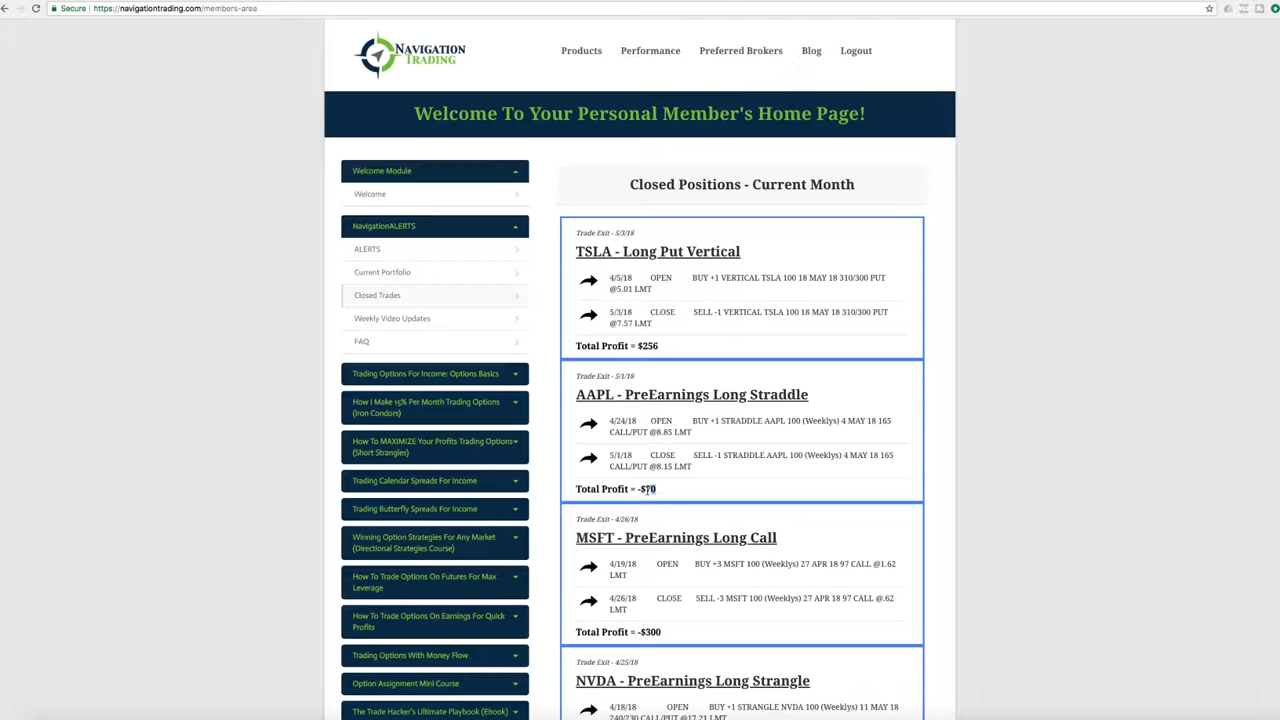 Secure https://navigationtrading.com/members-area
NAVIGATION
TRADING
Products Performance Preferred Brokers Blog Logout
Welcome To Your Personal Member's Home Page!
Welcome Module
Welcome
NavigationALERTS
ALERTS
Current Portfolio
Closed Trades
Weekly Video Updates
FAQ
Trading Options For Income: Options Basics
How I Make 15% Per Month Trading Options
(Iron Condors)
How To MAXIMIZE Your Profits Trading Options
(Short Strangles)
Trading Calendar Spreads For Income
Trading Butterfly Spreads For Income
Winning Option Strategies For Any Market
(Directional Strategies Course)
How To Trade Options On Futures For Max
Leverage
How To Trade Options On Earnings For Quick
Profits
Trading Options With Money Flow
Option Assignment Mini Course
The Trade Hacker's Ultimate Playbook (Ebook)
Closed Positions - Current Month
Trade Exit - 5/3/18
TSLA - Long Put Vertical
4/5/18 OPEN BUY +1 VERTICAL TSLA 100 18 MAY 18 310/300 PUT
@5.01 LMT
5/3/18 CLOSE SELL -1 VERTICAL TSLA 100 18 MAY 18 310/300 PUT
@7.57 LMT
Total Profit = $256
Trade Exit - 5/1/18
AAPL - PreEarnings Long Straddle
4/24/18 OPEN BUY +1 STRADDLE AAPL 100 (Weeklys) 4 MAY 18 165
CALL/PUT @8.85 LMT
5/1/18 CLOSE SELL -1 STRADDLE AAPL 100 (Weeklys) 4 MAY 18 165
CALL/PUT @8.15 LMT
Total Profit = -$70
Trade Exit - 4/26/18
MSFT - PreEarnings Long Call
4/19/18 OPEN BUY +3 MSFT 100 (Weeklys) 27 APR 18 97 CALL @1.62
LMT
4/26/18 CLOSE SELL -3 MSFT 100 (Weeklys) 27 APR 18 97 CALL @.62
LMT
Total Profit = -$300
Trade Exit - 4/25/18
NVDA - PreEarnings Long Strangle
4/18/18 OPEN BUY +1 STRANGLE NVDA 100 11 MAY 18
240/230 CALL/PUT @17.21 LMT